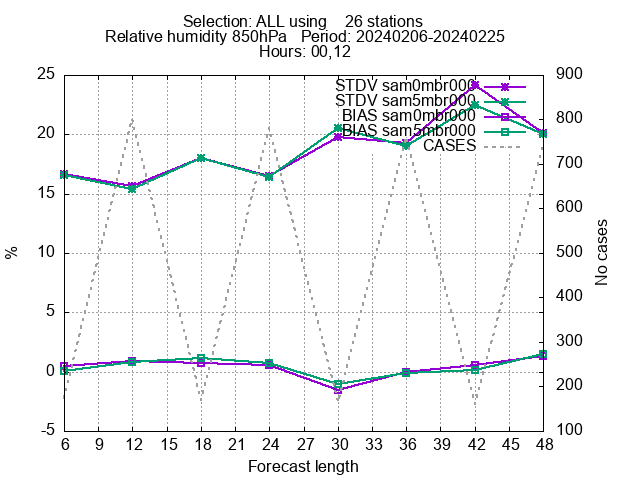 Selection: ALL using    26 stations
Relative humidity 850hPa   Period: 20240206-20240225
Hours: 00,12
25
20
15
10
5
0
-5
%
900
800
700
600
500
400
300
200
100
No cases
STDV sam0mbr000
STDV sam5mbr000
BIAS sam0mbr000
BIAS sam5mbr000
CASES
6 9 12 15 18 21 24 27 30 33 36 39 42 45 48
Forecast length